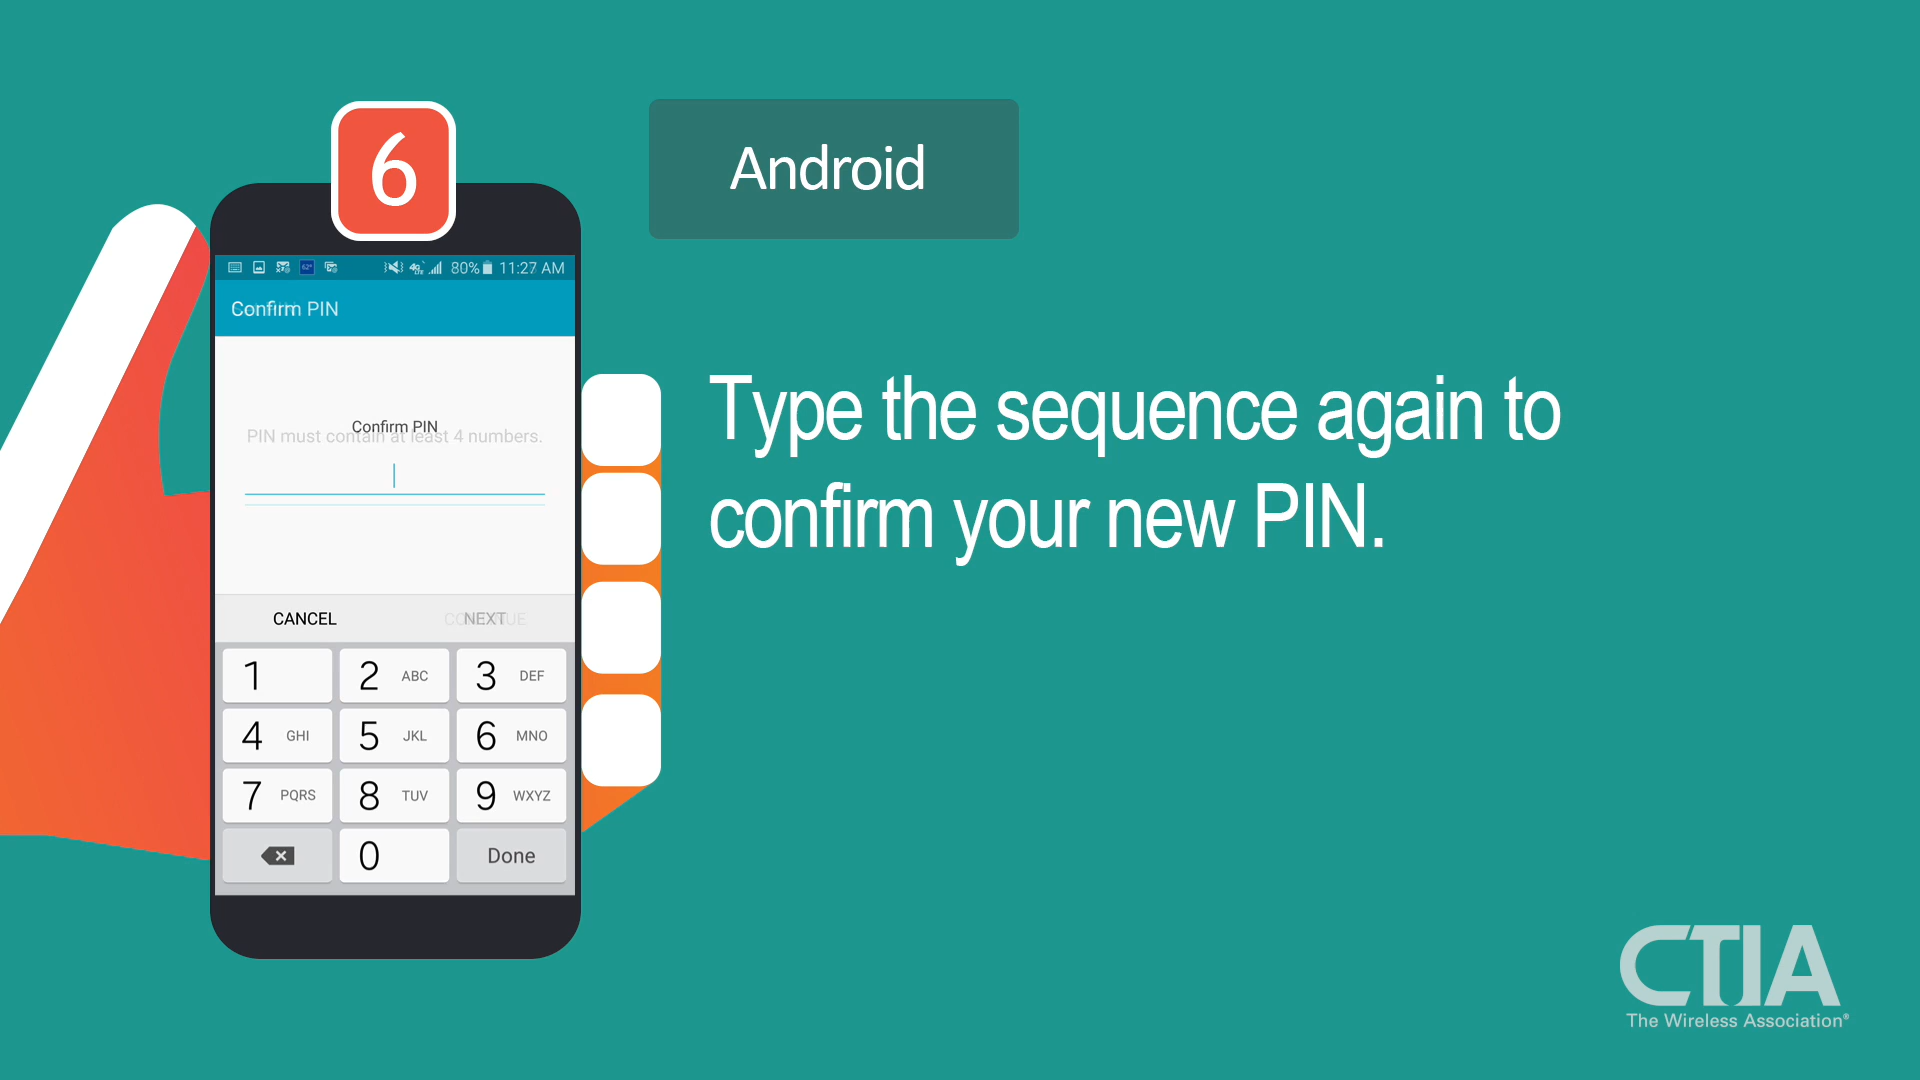 6
Android
80% 11:27 AM
Confirm PIN
Confirm PIN
PIN must contain at least 4 numbers.
Type the sequence again to
confirm your new PIN.
CANCEL NEXT
CONTINUE
1 2 ABC 3 DEF
4 GHI 5 JKL 6 MNO
7 PQRS 8 TUV 9 WXYZ
0 Done
CTIA
The Wireless Association®